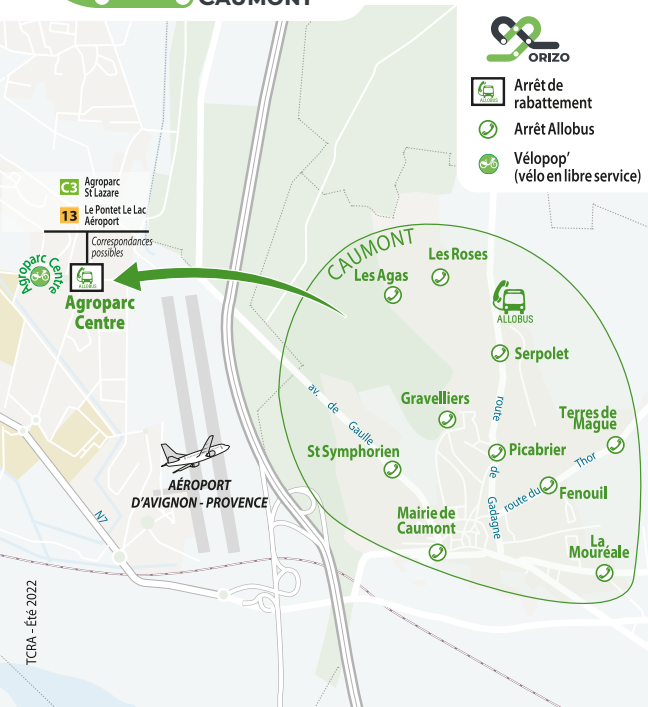 CAUMONT
ORIZO
ALLOBUS
Arrêt de
rabattement
Arrêt Allobus
Vélopop'
(vélo en libre service)
C3 Agroparc
St Lazare
13 Le Pontet Le Lac
Aéroport
Correspondances
possibles
Agroparc Centre
ALLOBUS
Agroparc
Centre
CAUMONT
Les Roses
Les Agas
ALLOBUS
Serpolet
av. de Gaulle
Gravelliers
route de Gadagne
Terres de
Magues
St Symphorien
Picabrier
route du Thor
Fenouil
AÉROPORT
D'AVIGNON - PROVENCE
Mairie de
Caumont
N7
La
Mouréale
TCRA - Été 2022